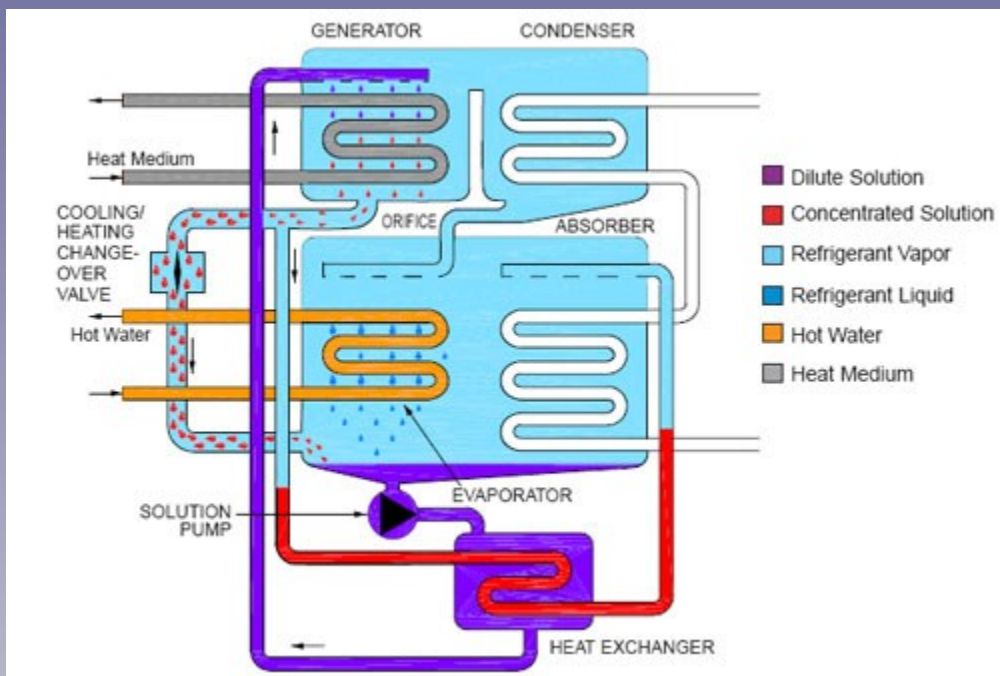 GENERATOR
CONDENSER
Heat Medium
COOLING/
HEATING
CHANGE-
OVER
VALVE
ORIFICE
ABSORBER
Hot Water
EVAPORATOR
SOLUTION
PUMP
HEAT EXCHANGER
Dilute Solution
Concentrated Solution
Refrigerant Vapor
Refrigerant Liquid
Hot Water
Heat Medium